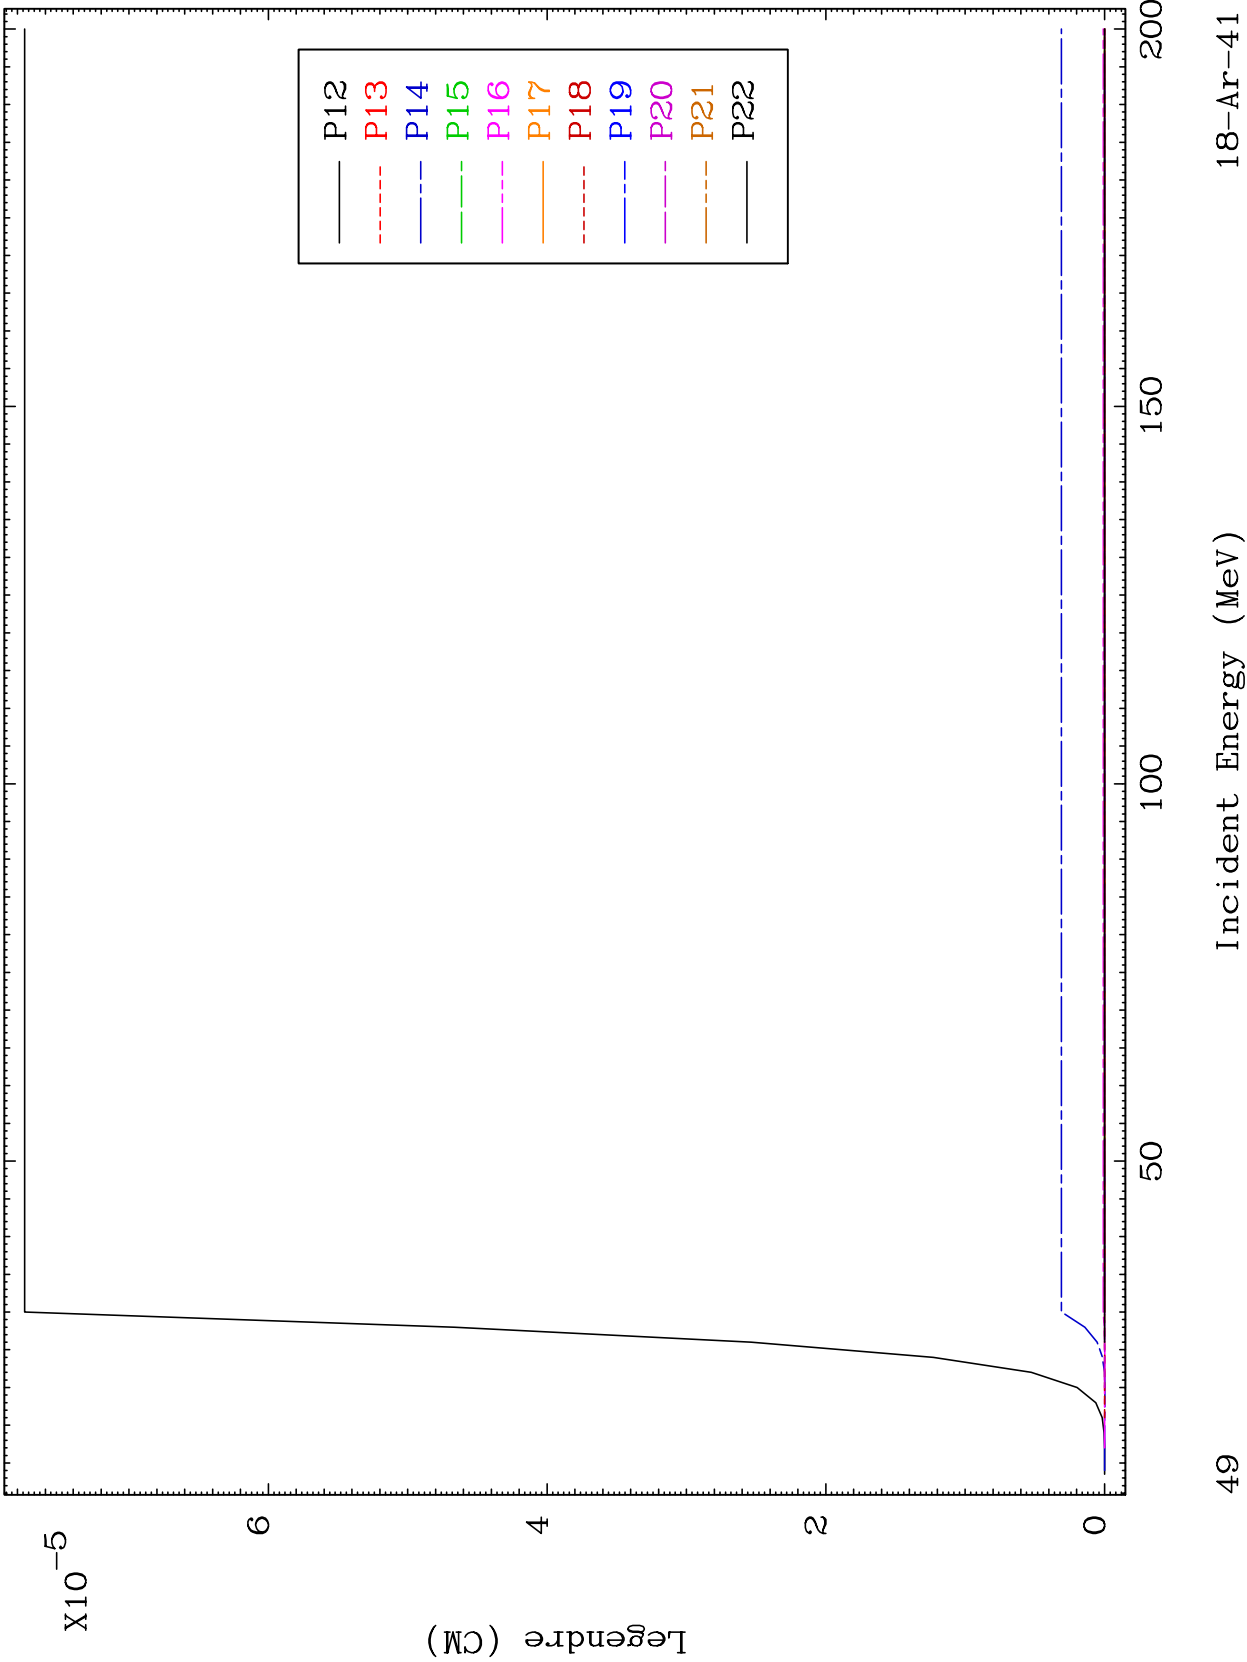 X10-5
6
4
2
0
Legendre (CM)
P12
P13
P14
P15
P16
P17
P18
P19
P20
P21
P22
50
100
150
200
Incident Energy (MeV)
49
18-Ar-41